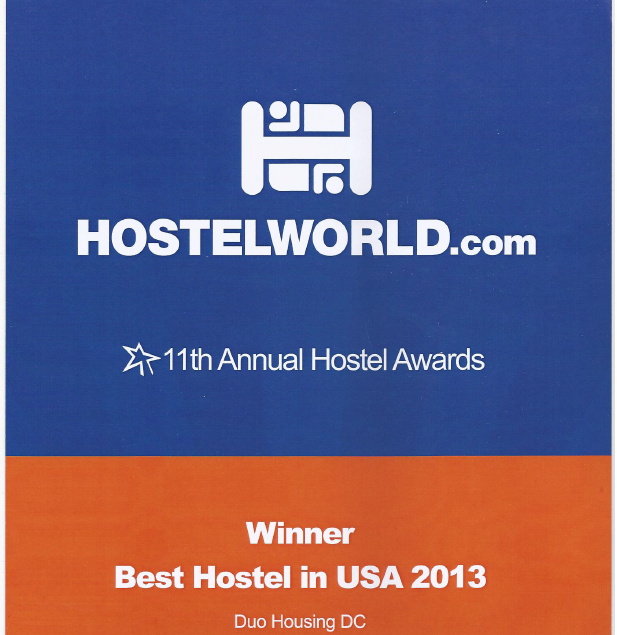 HOSTELWORLD.com
11th Annual Hostel Awards
Winner
Best Hostel in USA 2013
Duo Housing DC